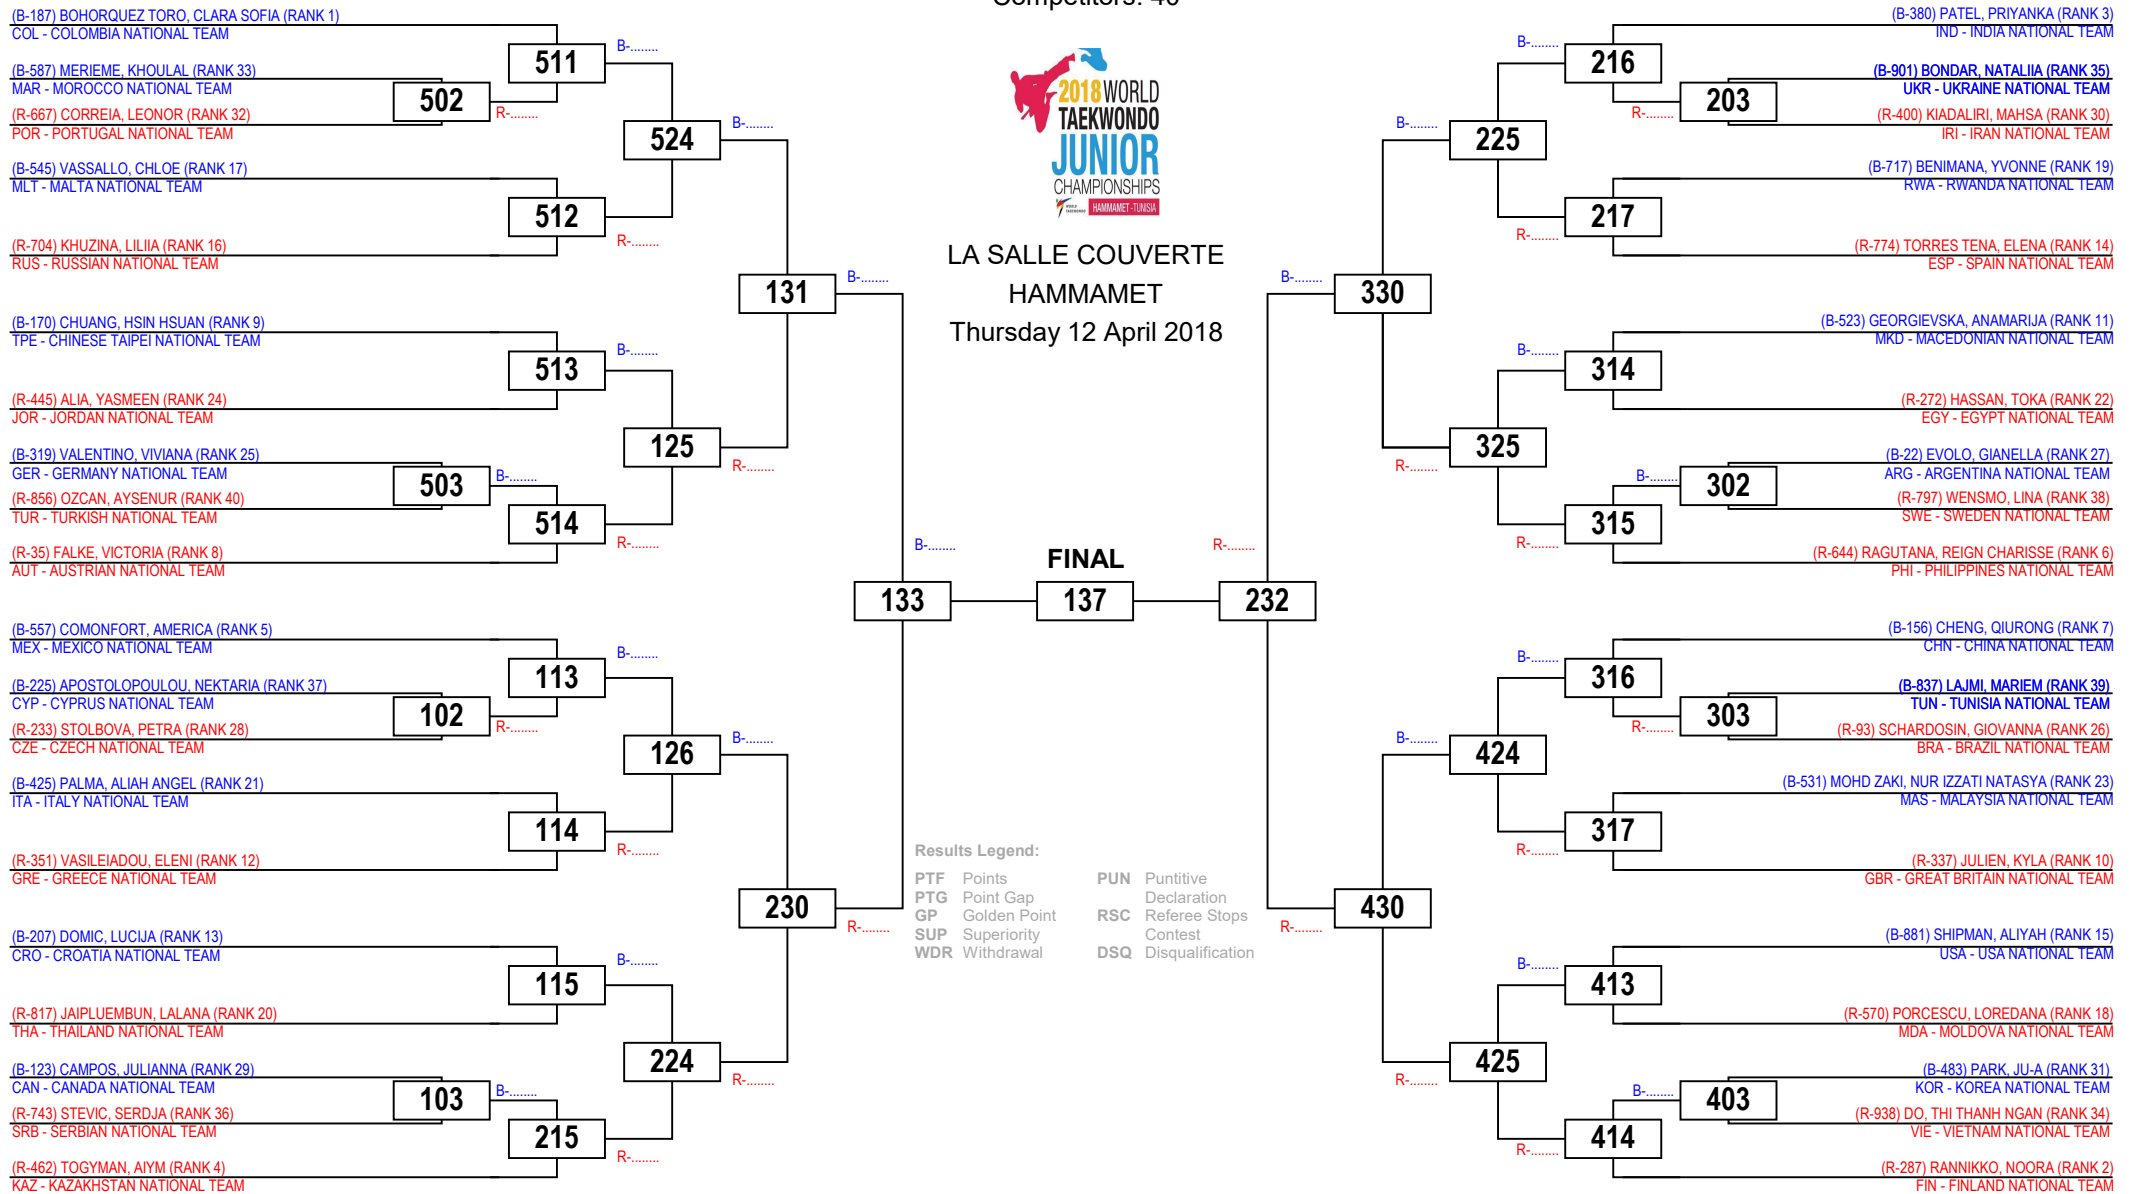 Competitors: 40
(B-187) BOHORQUEZ TORO, CLARA SOFIA (RANK 1)
COL - COLOMBIA NATIONAL TEAM
511
B-........
(B-587) MERIEME, KHOULAL (RANK 33)
MAR - MOROCCO NATIONAL TEAM
502
R-........
(R-667) CORREIA, LEONOR (RANK 32)
POR - PORTUGAL NATIONAL TEAM
524
B-........
(B-545) VASSALLO, CHLOE (RANK 17)
MLT - MALTA NATIONAL TEAM
512
R-........
(R-704) KHUZINA, LILIIA (RANK 16)
RUS - RUSSIAN NATIONAL TEAM
131
B-........
(B-170) CHUANG, HSIN HSUAN (RANK 9)
TPE - CHINESE TAIPEI NATIONAL TEAM
513
B-........
(R-445) ALIA, YASMEEN (RANK 24)
JOR - JORDAN NATIONAL TEAM
125
R-........
(B-319) VALENTINO, VIVIANA (RANK 25)
GER - GERMANY NATIONAL TEAM
503
B-........
(R-856) OZCAN, AYSENUR (RANK 40)
TUR - TURKISH NATIONAL TEAM
514
R-........
(R-35) FALKE, VICTORIA (RANK 8)
AUT - AUSTRIAN NATIONAL TEAM
B-........
133
(B-557) COMONFORT, AMERICA (RANK 5)
MEX - MEXICO NATIONAL TEAM
113
B-........
(B-225) APOSTOLOPOULOU, NEKTARIA (RANK 37)
CYP - CYPRUS NATIONAL TEAM
102
R-........
(R-233) STOLBOVA, PETRA (RANK 28)
CZE - CZECH NATIONAL TEAM
126
B-........
(B-425) PALMA, ALIAH ANGEL (RANK 21)
ITA - ITALY NATIONAL TEAM
114
R-........
(R-351) VASILEIADOU, ELENI (RANK 12)
GRE - GREECE NATIONAL TEAM
230
R-........
(B-207) DOMIC, LUCIJA (RANK 13)
CRO - CROATIA NATIONAL TEAM
115
B-........
(R-817) JAIPLUEMBUN, LALANA (RANK 20)
THA - THAILAND NATIONAL TEAM
224
R-........
(B-123) CAMPOS, JULIANNA (RANK 29)
CAN - CANADA NATIONAL TEAM
103
B-........
(R-743) STEVIC, SERDJA (RANK 36)
SRB - SERBIAN NATIONAL TEAM
215
R-........
(R-462) TOGYMAN, AIYM (RANK 4)
KAZ - KAZAKHSTAN NATIONAL TEAM
2018 WORLD
TAEKWONDO
JUNIOR
CHAMPIONSHIPS
HAMMAMET - TUNISIA
LA SALLE COUVERTE
HAMMAMET
Thursday 12 April 2018
FINAL
137
Results Legend:
PTF Points
PTG Point Gap
GP Golden Point
SUP Superiority
WDR Withdrawal
PUN Puntitive
Declaration
RSC Referee Stops
Contest
DSQ Disqualification
(B-380) PATEL, PRIYANKA (RANK 3)
IND - INDIA NATIONAL TEAM
B-........
216
(B-901) BONDAR, NATALIIA (RANK 35)
UKR - UKRAINE NATIONAL TEAM
R-........
203
(R-400) KIADALIRI, MAHSA (RANK 30)
IRI - IRAN NATIONAL TEAM
B-........
225
(B-717) BENIMANA, YVONNE (RANK 19)
RWA - RWANDA NATIONAL TEAM
R-........
217
(R-774) TORRES TENA, ELENA (RANK 14)
ESP - SPAIN NATIONAL TEAM
B-........
330
(B-523) GEORGIEVSKA, ANAMARIJA (RANK 11)
MKD - MACEDONIAN NATIONAL TEAM
B-........
314
(R-272) HASSAN, TOKA (RANK 22)
EGY - EGYPT NATIONAL TEAM
R-........
325
(B-22) EVOLO, GIANELLA (RANK 27)
ARG - ARGENTINA NATIONAL TEAM
B-........
302
(R-797) WENSMO, LINA (RANK 38)
SWE - SWEDEN NATIONAL TEAM
R-........
315
(R-644) RAGUTANA, REIGN CHARISSE (RANK 6)
PHI - PHILIPPINES NATIONAL TEAM
R-........
232
(B-156) CHENG, QIURONG (RANK 7)
CHN - CHINA NATIONAL TEAM
B-........
316
(B-837) LAJMI, MARIEM (RANK 39)
TUN - TUNISIA NATIONAL TEAM
R-........
303
(R-93) SCHARDOSIN, GIOVANNA (RANK 26)
BRA - BRAZIL NATIONAL TEAM
B-........
424
(B-531) MOHD ZAKI, NUR IZZATI NATASYA (RANK 23)
MAS - MALAYSIA NATIONAL TEAM
R-........
317
(R-337) JULIEN, KYLA (RANK 10)
GBR - GREAT BRITAIN NATIONAL TEAM
R-........
430
(B-881) SHIPMAN, ALIYAH (RANK 15)
USA - USA NATIONAL TEAM
B-........
413
(R-570) PORCESCU, LOREDANA (RANK 18)
MDA - MOLDOVA NATIONAL TEAM
R-........
425
(B-483) PARK, JU-A (RANK 31)
KOR - KOREA NATIONAL TEAM
B-........
403
(R-938) DO, THI THANH NGAN (RANK 34)
VIE - VIETNAM NATIONAL TEAM
R-........
414
(R-287) RANNIKKO, NOORA (RANK 2)
FIN - FINLAND NATIONAL TEAM